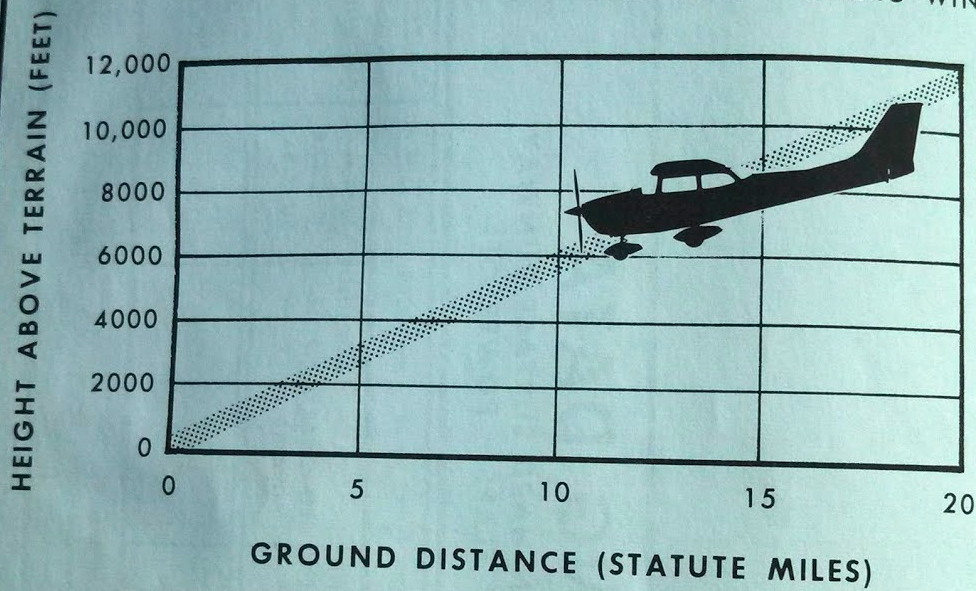 HEIGHT ABOVE TERRAIN (FEET)
12,000
10,000
8000
6000
4000
2000
0
0 5 10 15 20
GROUND DISTANCE (STATUTE MILES)